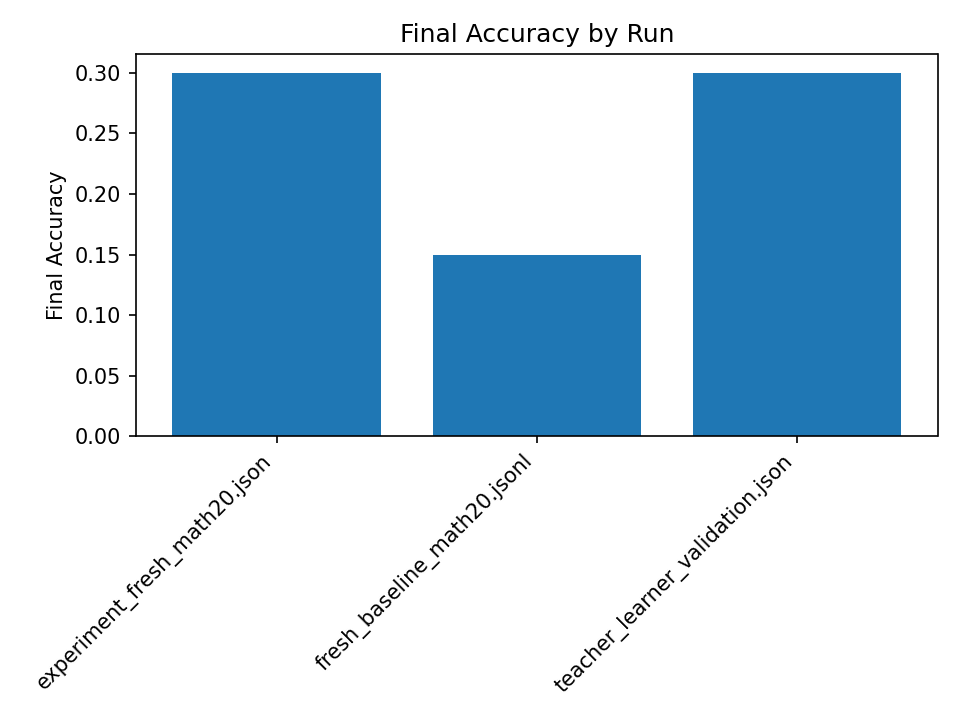 Final Accuracy by Run
Final Accuracy
0.30
0.25
0.20
0.15
0.10
0.05
0.00
experiment_fresh_math20.json
fresh_baseline_math20.jsonl
teacher_learner_validation.json